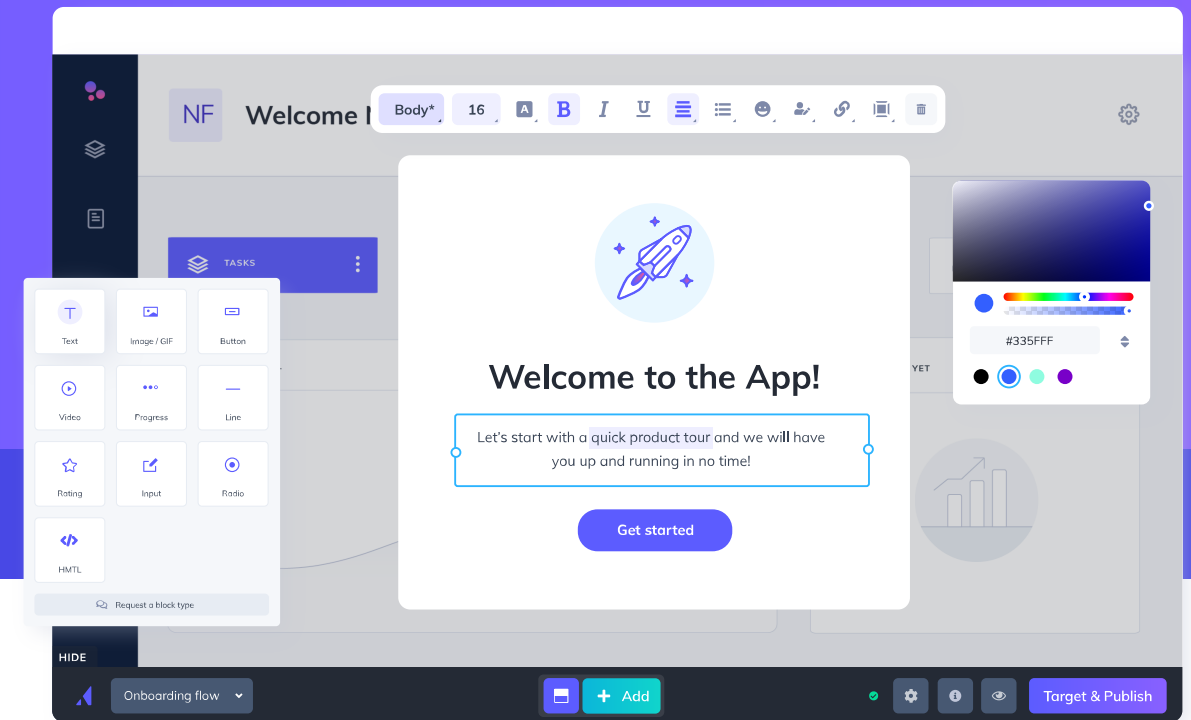 NF
Welcome
Body*
16
A
B
I
U
TASKS
YET
Text
Image / GIF
Button
Video
Progress
Line
Rating
Input
Radio
HMTL
Request a block type
Welcome to the App!
Let's start with a quick product tour and we will have
you up and running in no time!
Get started
#335FFF
HIDE
Onboarding flow
Add
Target & Publish